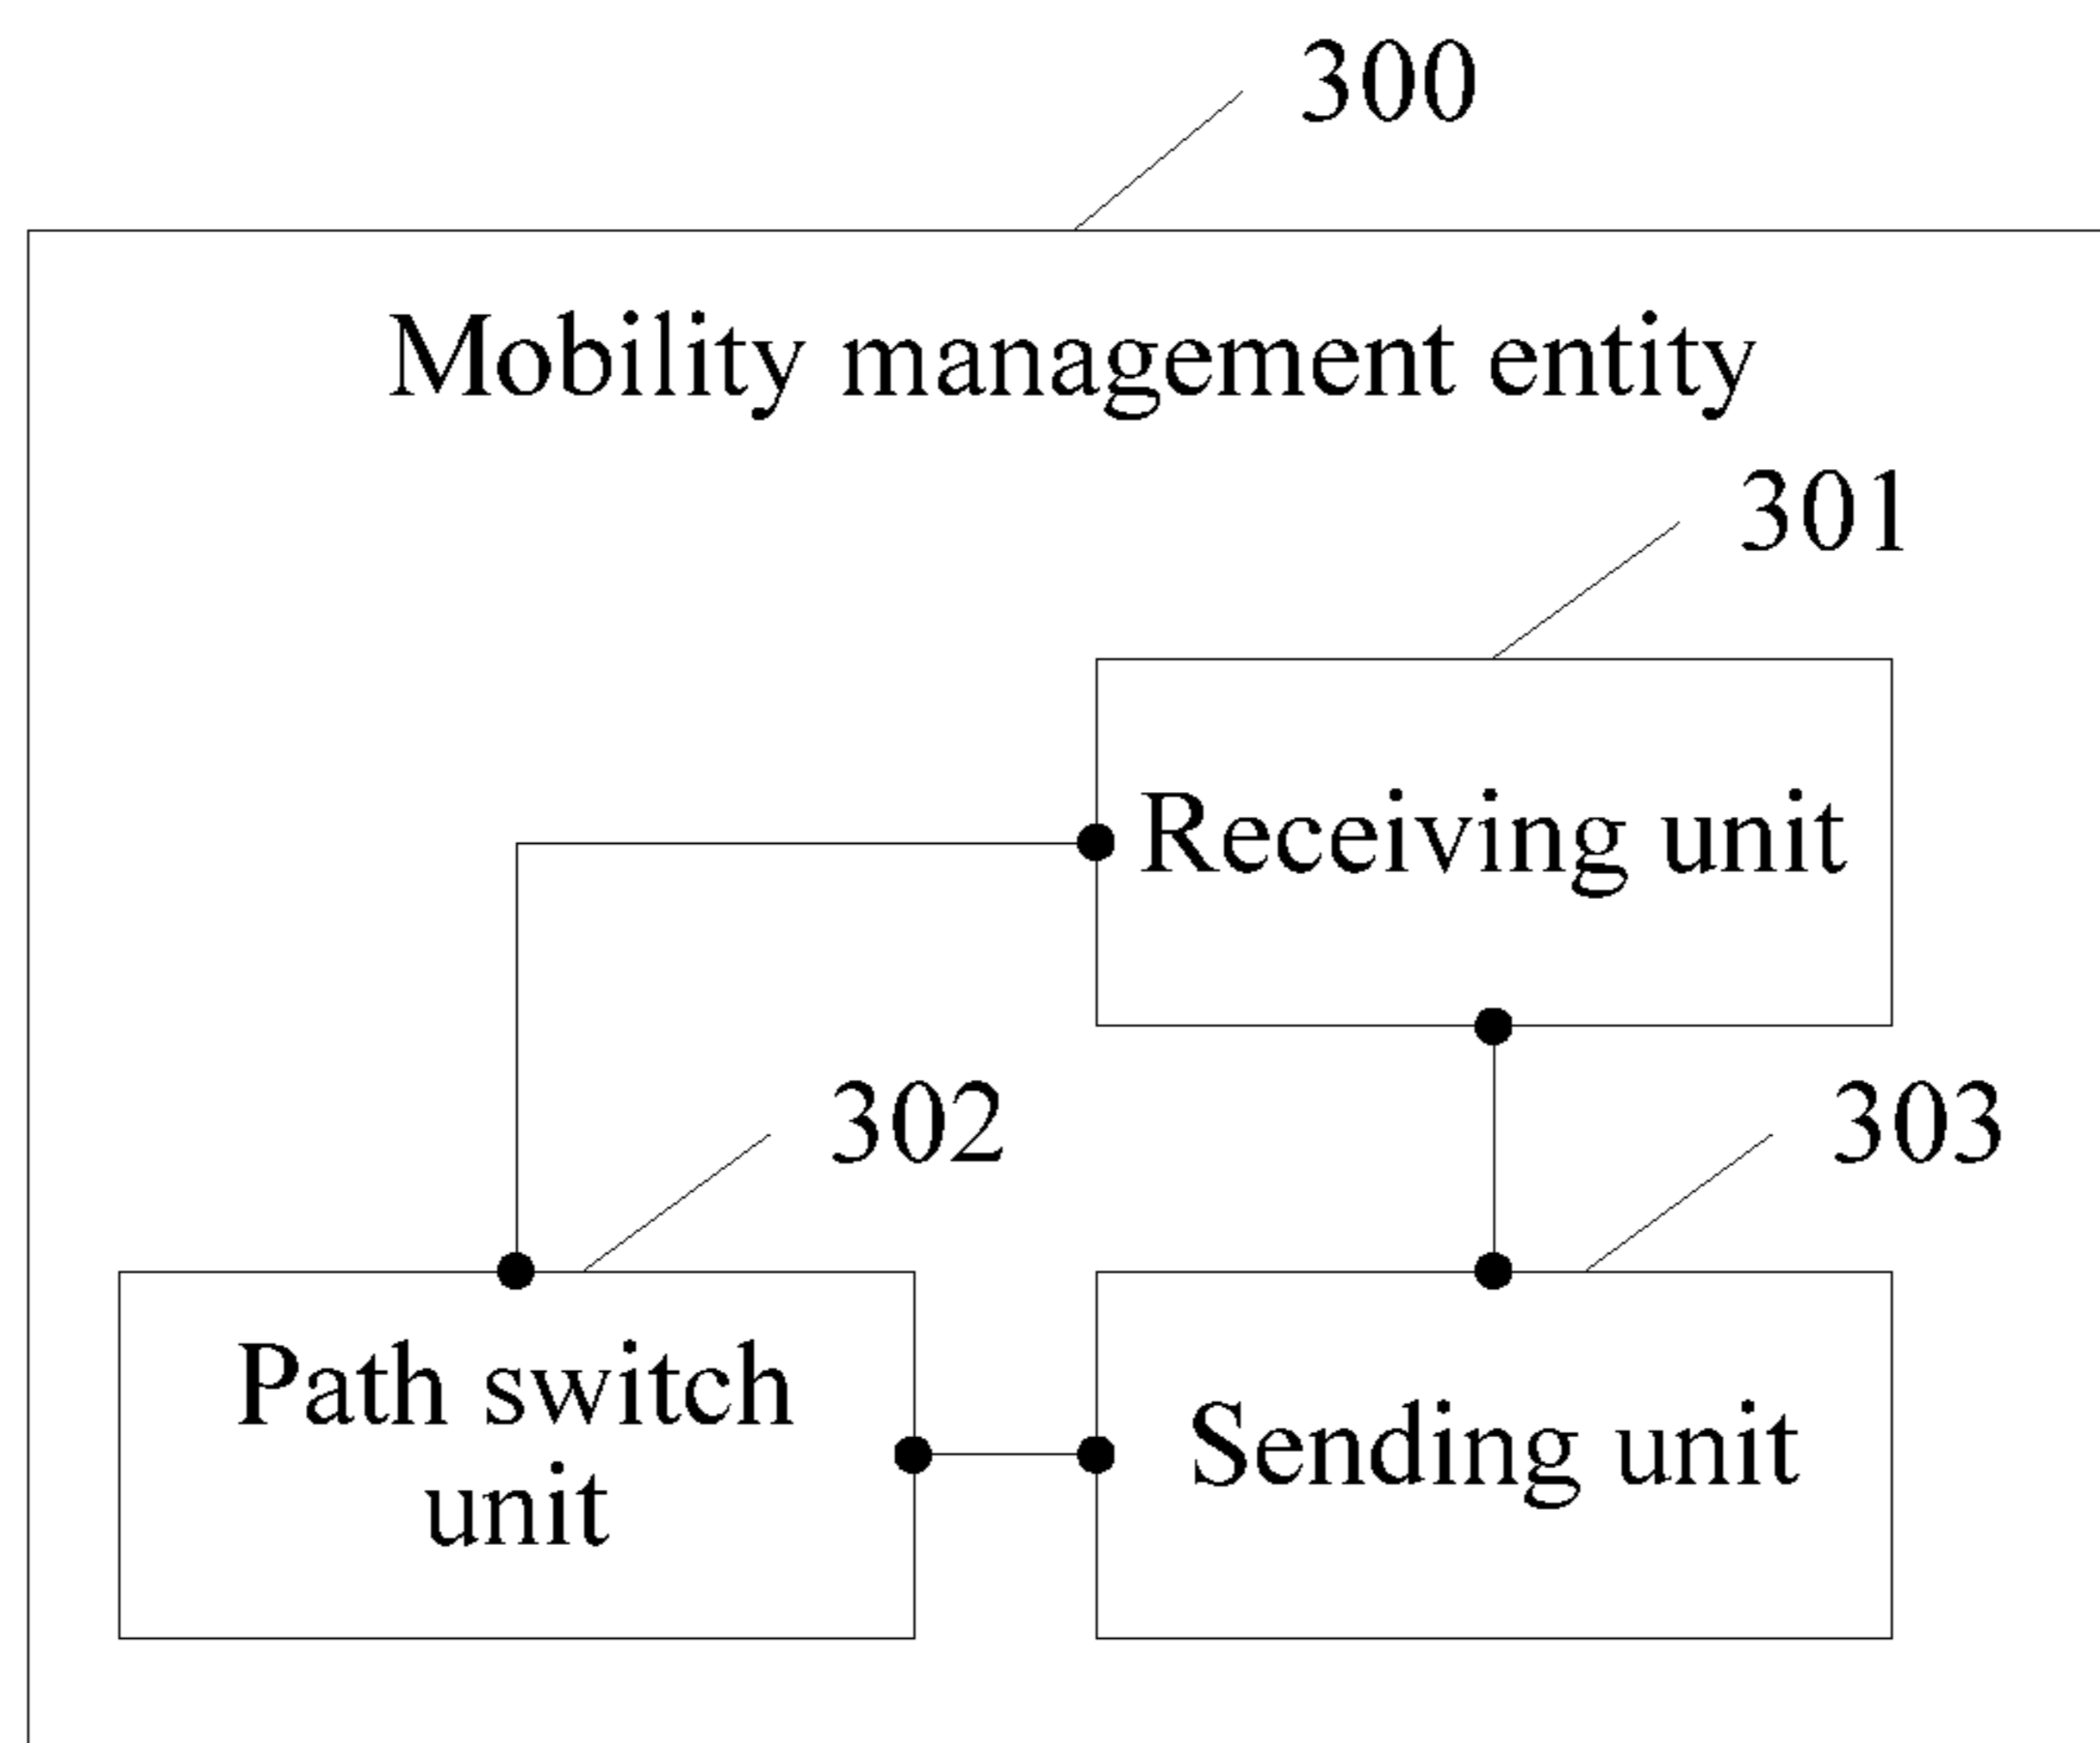 300
Mobility management entity
301
Receiving unit
302
303
Path switch
unit
Sending unit